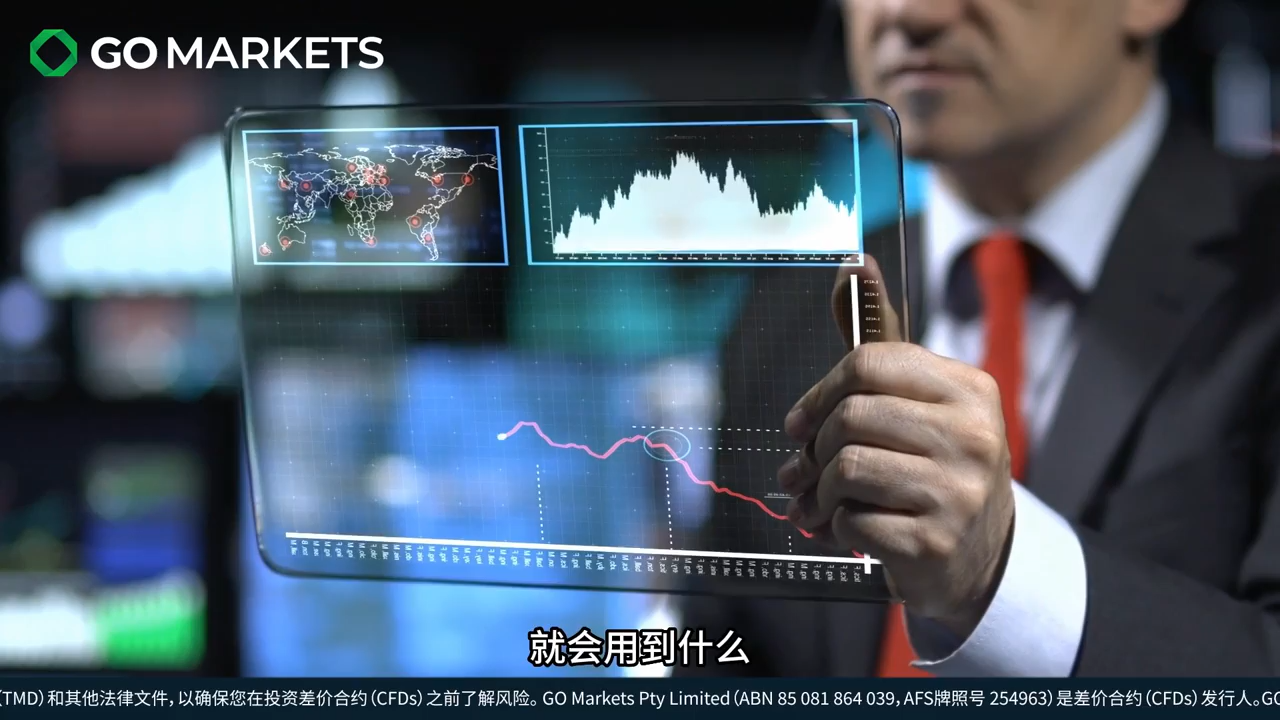 GO MARKETS
就会用到什么
(TMD) 和其他法律文件, 以确保您在投资差价合约 (CFDs) 之前了解风险。 GO Markets Pty Limited (ABN 85 081 864 039, AFS牌照号 254963) 是差价合约 (CFDs) 发行人。GO